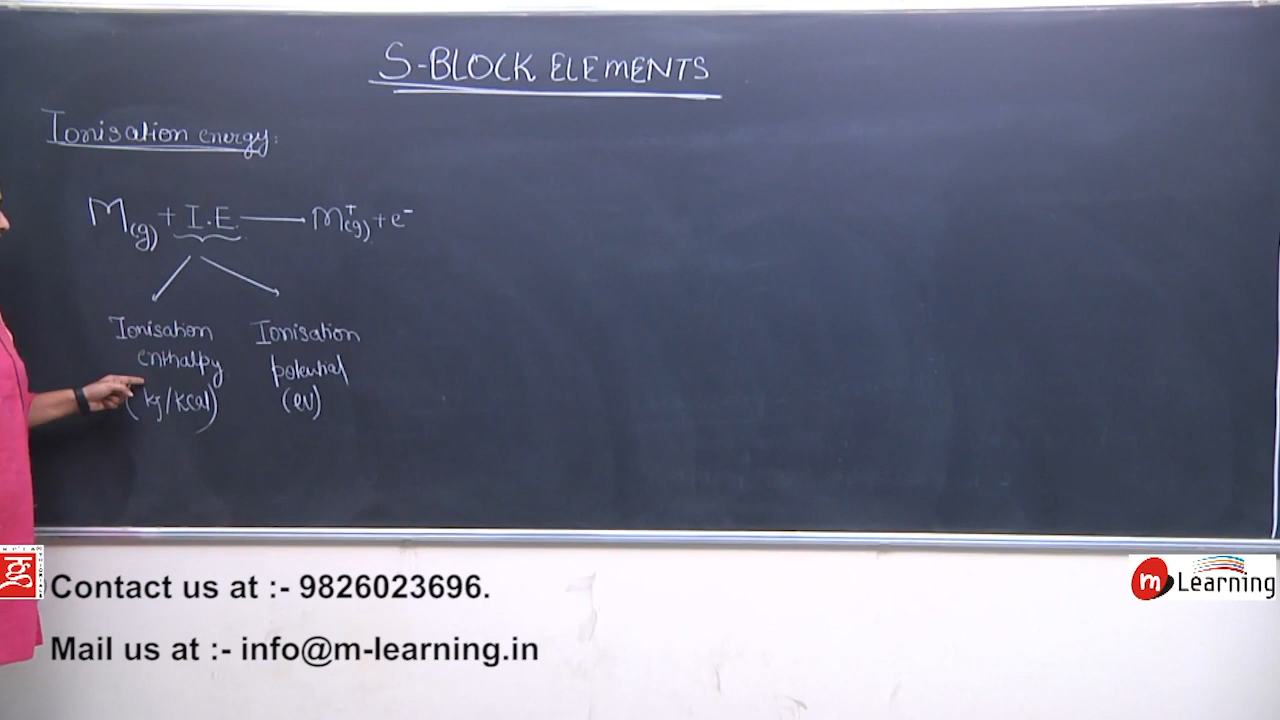 S-BLOCK ELEMENTS
Ionisation energy:
M(g) + I.E. ⟶ M⁺(g) + e⁻
Ionisation enthalpy (kJ/Kcal)
Ionisation potential (eV)
Contact us at :- 9826023696.
Mail us at :- info@m-learning.in
m Learning